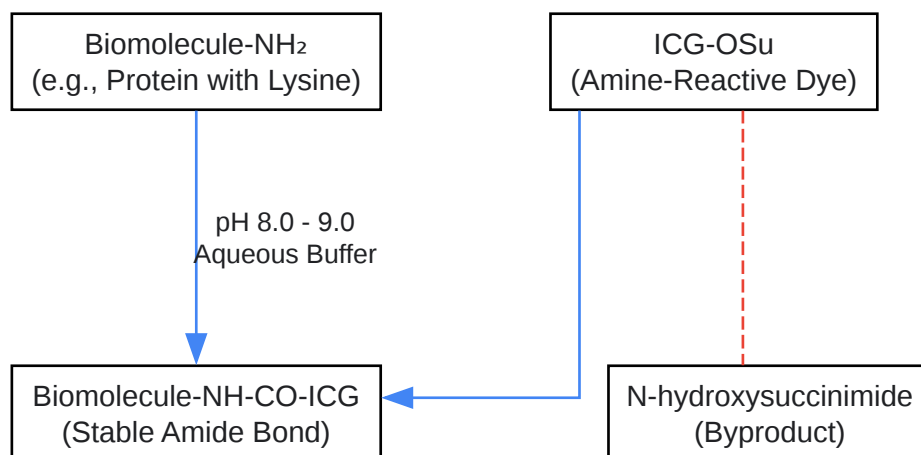 Biomolecule-NH₂
(e.g., Protein with Lysine)
ICG-OSu
(Amine-Reactive Dye)
pH 8.0 - 9.0
Aqueous Buffer
Biomolecule-NH-CO-ICG
(Stable Amide Bond)
N-hydroxysuccinimide
(Byproduct)